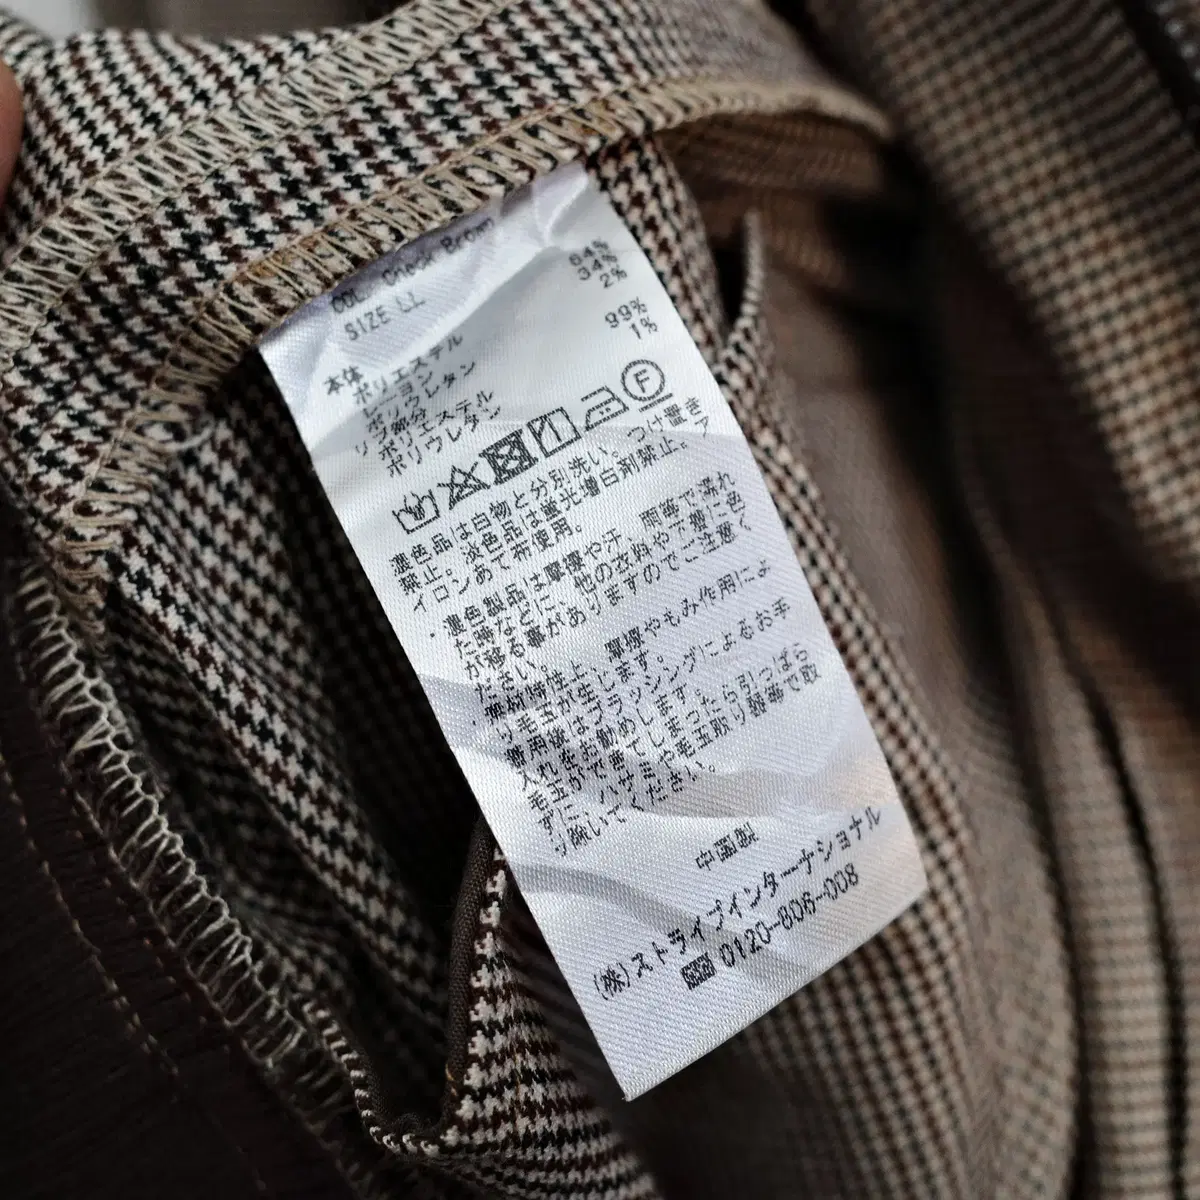 COL. Check Brown
SIZE LL
本体
ポリエステル 64%
レーヨン 34%
ポリウレタン 2%
リブ部分
ポリエステル 99%
ポリウレタン 1%
F
濃色品は白物と分別洗い。つけ置き
禁止。淡色品は蛍光増白剤禁止。ア
イロンあて布使用。
・濃色製品は摩擦や汗、雨等で濡れ
た時などに、他の衣類や下着に色
が移る事がありますのでご注意く
ださい。
・素材特性上、摩擦やもみ作用によ
り毛玉が生じます。
着用後はブラッシングによるお手
入れをお勧めします。
毛玉ができてしまったら引っぱら
ずに、ハサミや毛玉取り器等で取
り除いてください。
中国製
(株)ストライプインターナショナル
0120-806-008